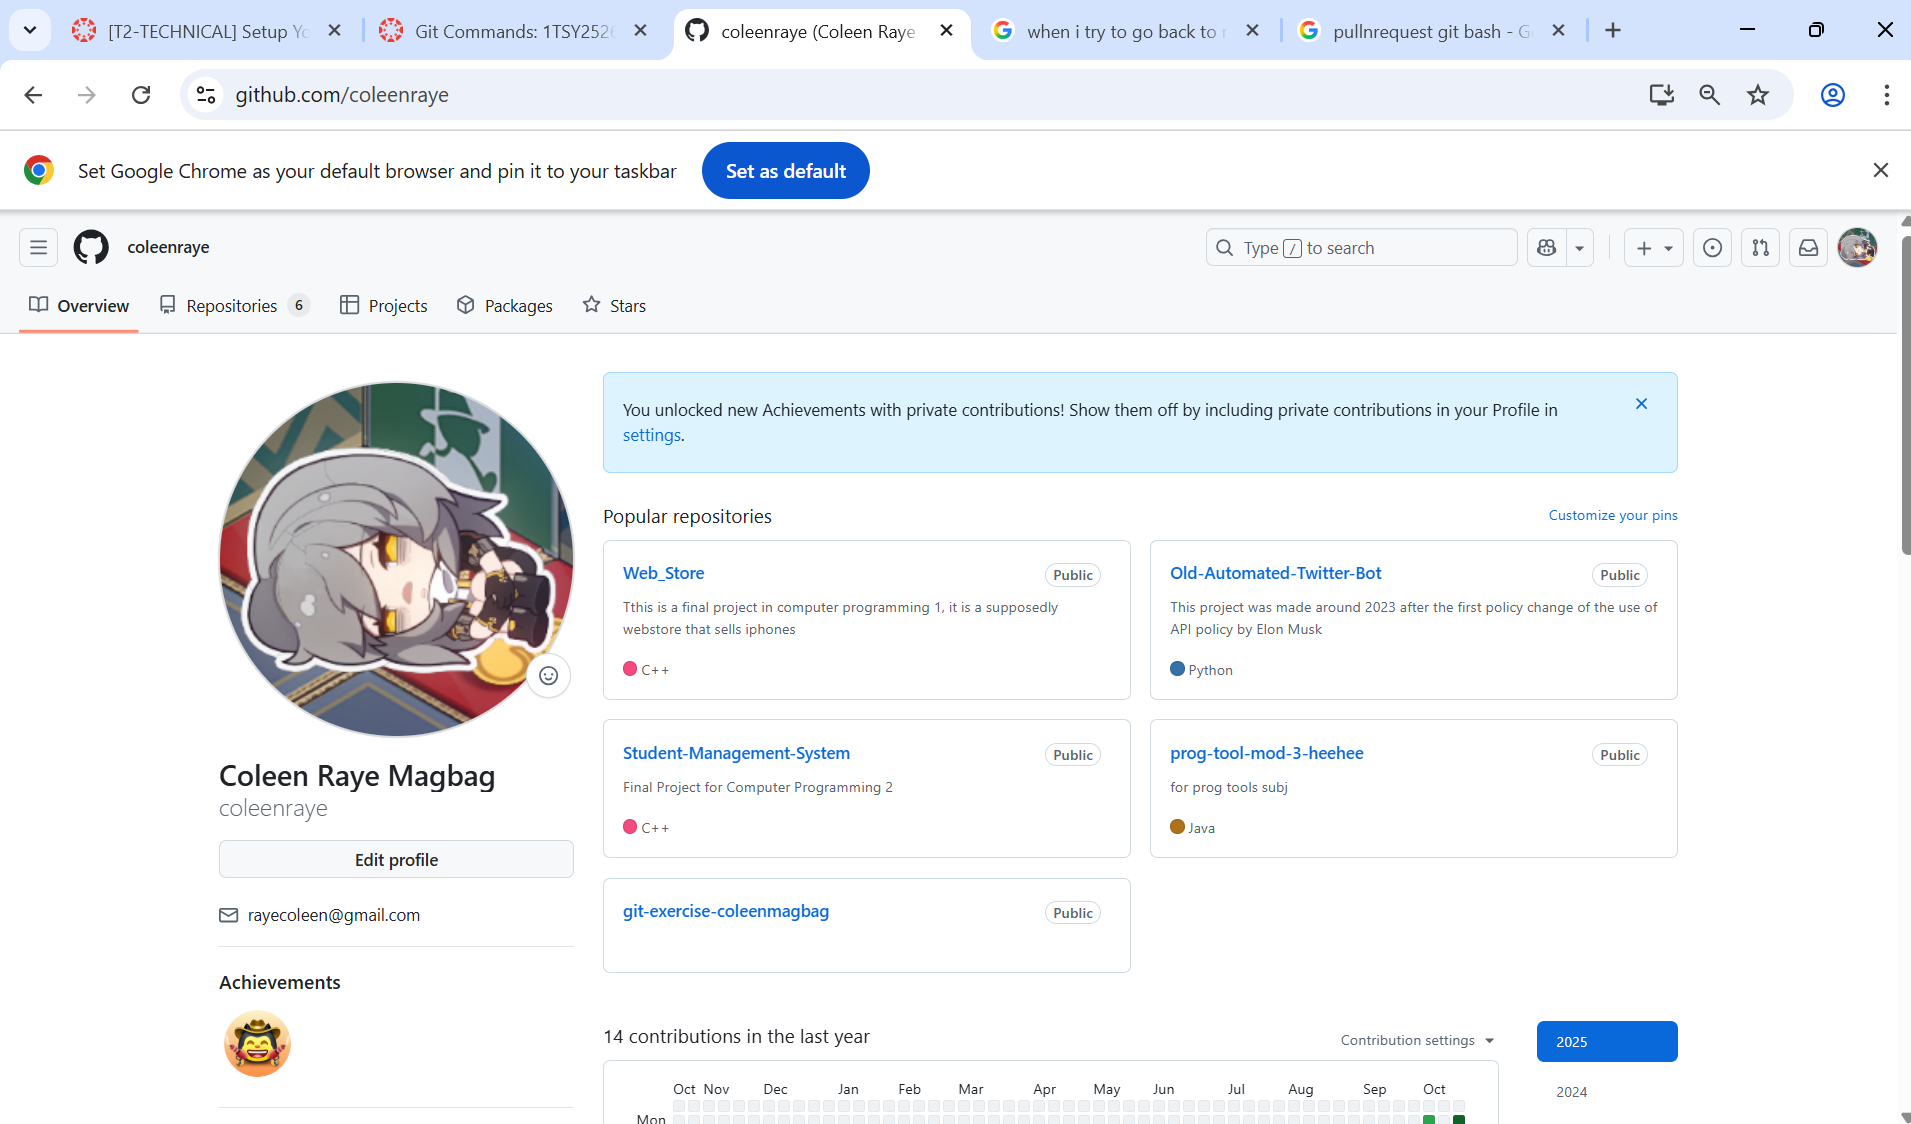 [T2-TECHNICAL] Setup Yo
Git Commands: 1TSY2526
coleenraye (Coleen Raye
when i try to go back to
pullnrequest git bash - G
github.com/coleenraye
Set Google Chrome as your default browser and pin it to your taskbar
Set as default
coleenraye
Type / to search
Overview
Repositories 6
Projects
Packages
Stars
You unlocked new Achievements with private contributions! Show them off by including private contributions in your Profile in
settings.
Popular repositories
Customize your pins
Web_Store
Public
Tthis is a final project in computer programming 1, it is a supposedly
webstore that sells iphones
C++
Old-Automated-Twitter-Bot
Public
This project was made around 2023 after the first policy change of the use of
API policy by Elon Musk
Python
Student-Management-System
Public
Final Project for Computer Programming 2
C++
prog-tool-mod-3-heehee
Public
for prog tools subj
Java
git-exercise-coleenmagbag
Public
Coleen Raye Magbag
coleenraye
Edit profile
rayecoleen@gmail.com
Achievements
14 contributions in the last year
Contribution settings
2025
2024
Oct Nov Dec Jan Feb Mar Apr May Jun Jul Aug Sep Oct
Mon